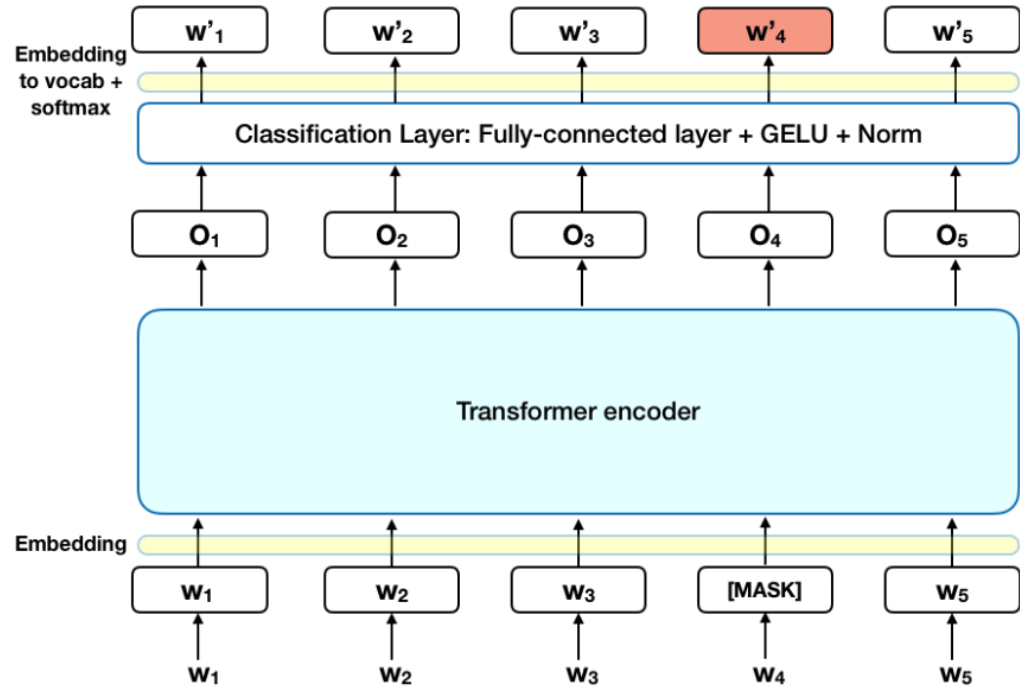 w’₁ w’₂ w’₃ w’₄ w’₅
Embedding
to vocab +
softmax
Classification Layer: Fully-connected layer + GELU + Norm
O₁ O₂ O₃ O₄ O₅
Transformer encoder
Embedding
w₁ w₂ w₃ [MASK] w₅
w₁ w₂ w₃ w₄ w₅